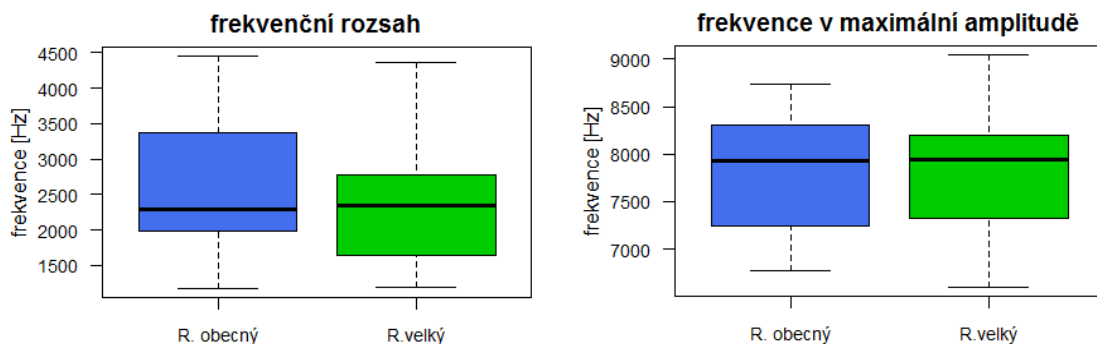 frekvenční rozsah
frekvence [Hz]
4500
4000
3500
3000
2500
2000
1500
R. obecný R.velký
frekvence v maximální amplitudě
frekvence [Hz]
9000
8500
8000
7500
7000
R. obecný R.velký